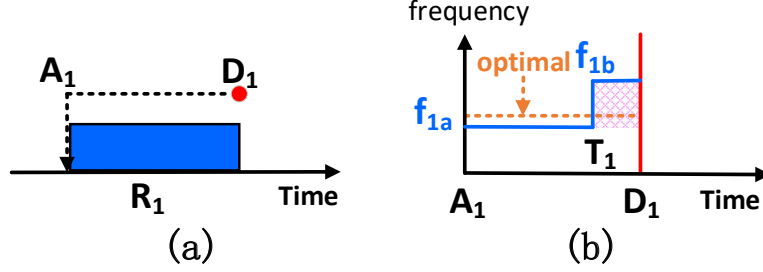 A1
D1
R1
Time
(a)
frequency
optimal
f1b
f1a
T1
A1
D1
Time
(b)